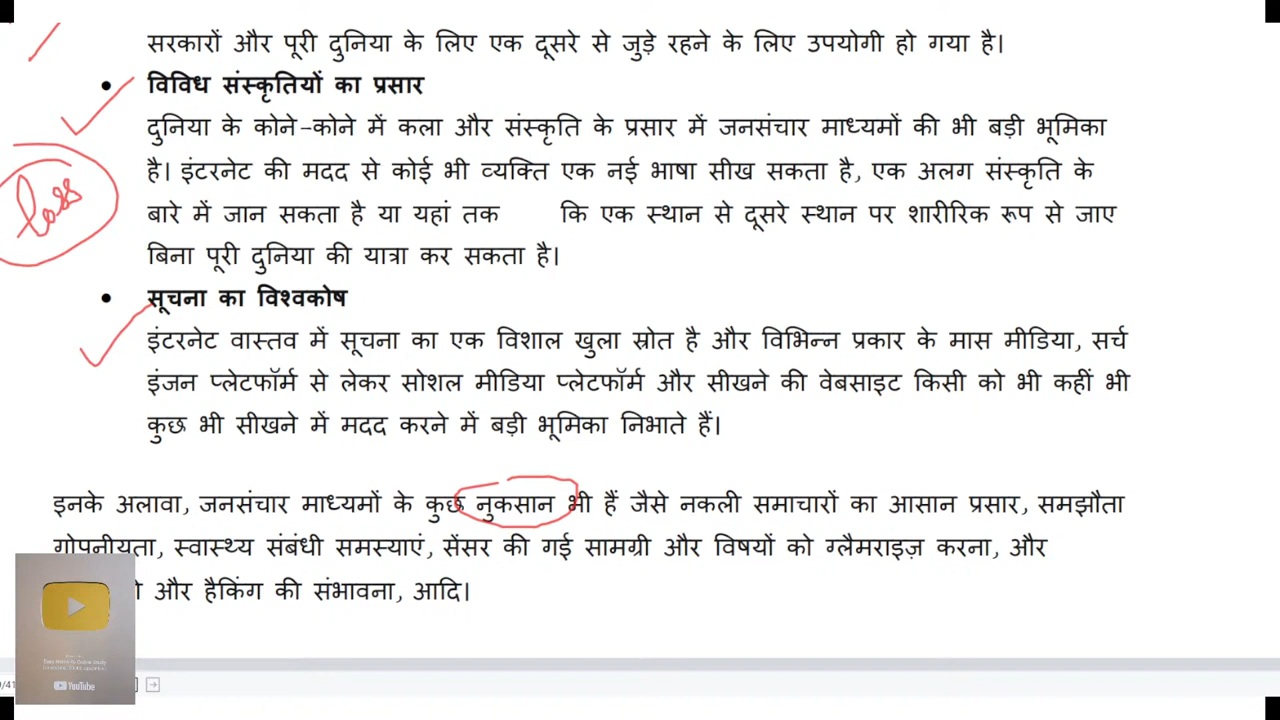 सरकारों और पूरी दुनिया के लिए एक दूसरे से जुड़े रहने के लिए उपयोगी हो गया है।
• विविध संस्कृतियों का प्रसार
दुनिया के कोने-कोने में कला और संस्कृति के प्रसार में जनसंचार माध्यमों की भी बड़ी भूमिका
है। इंटरनेट की मदद से कोई भी व्यक्ति एक नई भाषा सीख सकता है, एक अलग संस्कृति के
loss
बारे में जान सकता है या यहां तक कि एक स्थान से दूसरे स्थान पर शारीरिक रूप से जाए
बिना पूरी दुनिया की यात्रा कर सकता है।
• सूचना का विश्वकोष
इंटरनेट वास्तव में सूचना का एक विशाल खुला स्रोत है और विभिन्न प्रकार के मास मीडिया, सर्च
इंजन प्लेटफॉर्म से लेकर सोशल मीडिया प्लेटफॉर्म और सीखने की वेबसाइट किसी को भी कहीं भी
कुछ भी सीखने में मदद करने में बड़ी भूमिका निभाते हैं।
इनके अलावा, जनसंचार माध्यमों के कुछ नुकसान भी हैं जैसे नकली समाचारों का आसान प्रसार, समझौता
गोपनीयता, स्वास्थ्य संबंधी समस्याएं, सेंसर की गई सामग्री और विषयों को ग्लैमराइज़ करना, और
और हैकिंग की संभावना, आदि।
YouTube